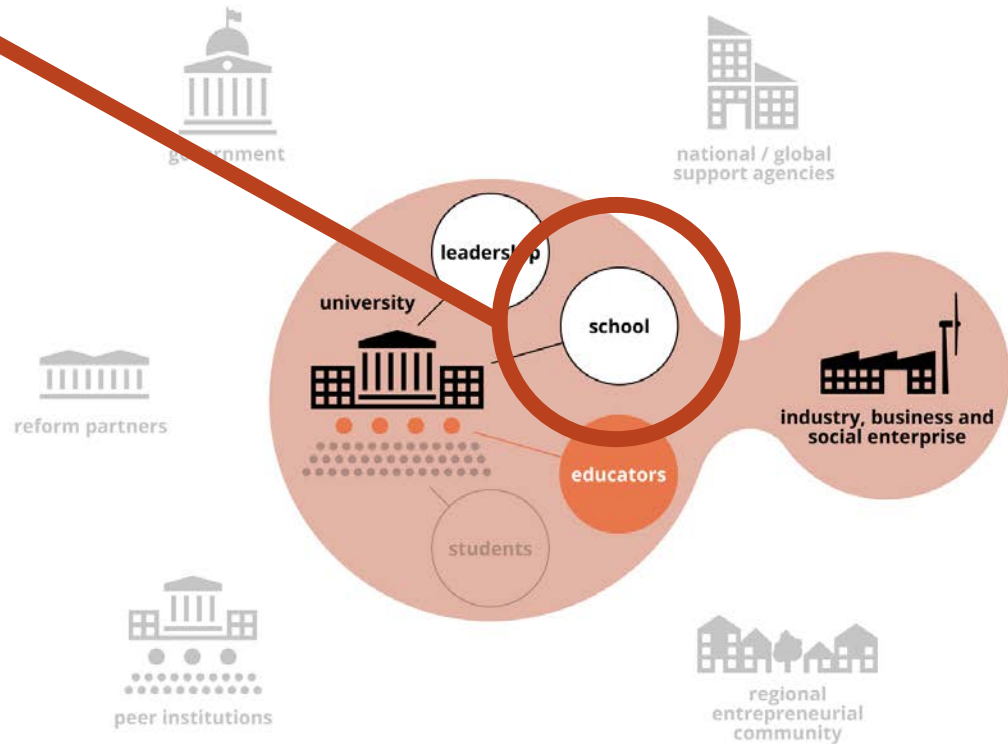 government
national / global
support agencies
leadership
university
school
industry, business and
social enterprise
reform partners
educators
students
peer institutions
regional
entrepreneurial
community